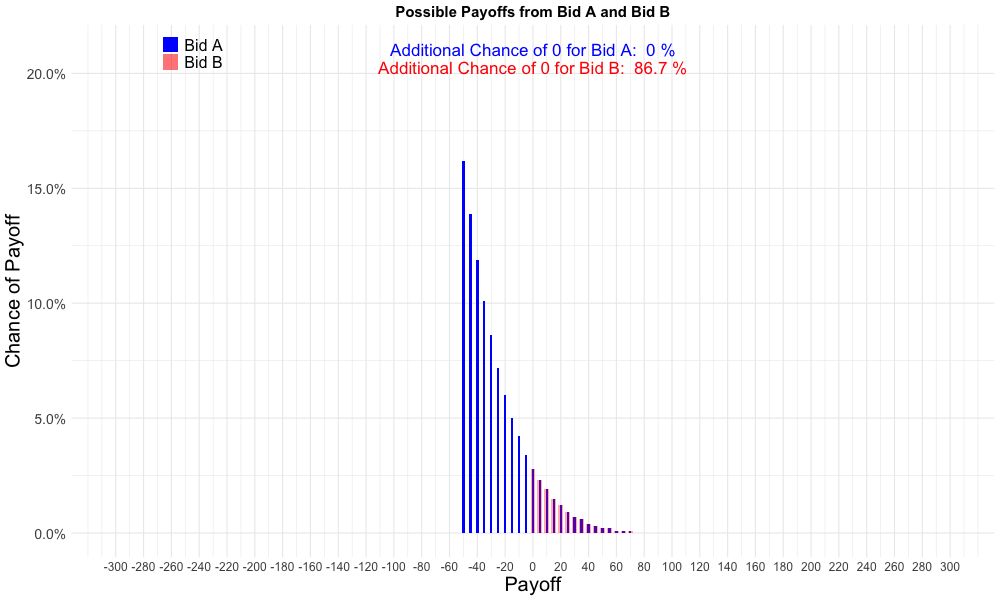 Possible Payoffs from Bid A and Bid B
Bid A
Bid B
Additional Chance of 0 for Bid A:  0 %
Additional Chance of 0 for Bid B:  86.7 %
Chance of Payoff
20.0%
15.0%
10.0%
5.0%
0.0%
-300 -280 -260 -240 -220 -200 -180 -160 -140 -120 -100 -80 -60 -40 -20 0 20 40 60 80 100 120 140 160 180 200 220 240 260 280 300
Payoff